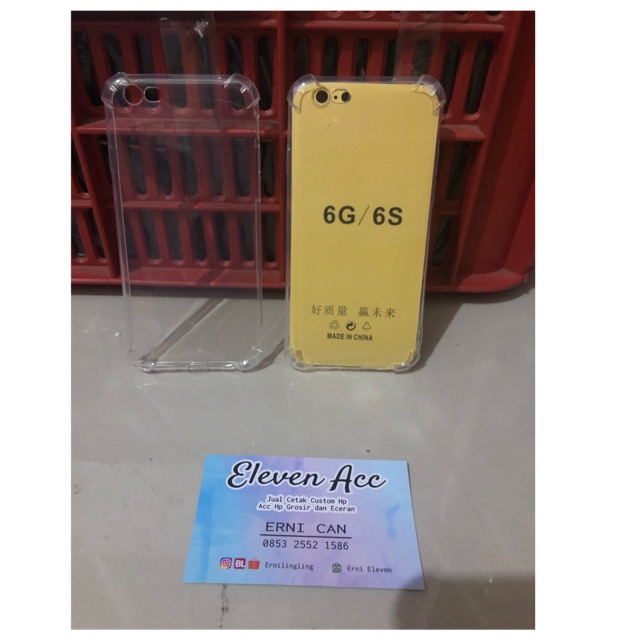 6G/6S
好质量 赢未来
MADE IN CHINA
Eleven Acc
Jual Cetak Custom Hp
Acc Hp Grosir dan Eceran
ERNI CAN
0853 2552 1586
BL Ernilingling Erni Eleven